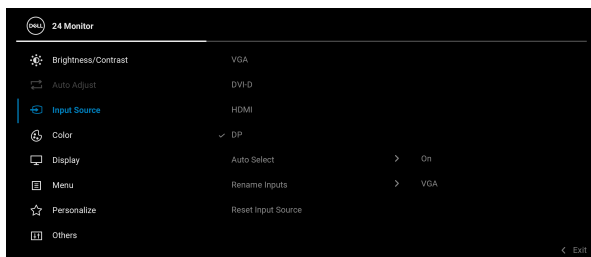 DELL 24 Monitor
Brightness/Contrast VGA
Auto Adjust DVI-D
Input Source HDMI
Color DP
Display Auto Select On
Menu Rename Inputs VGA
Personalize Reset Input Source
Others
Exit